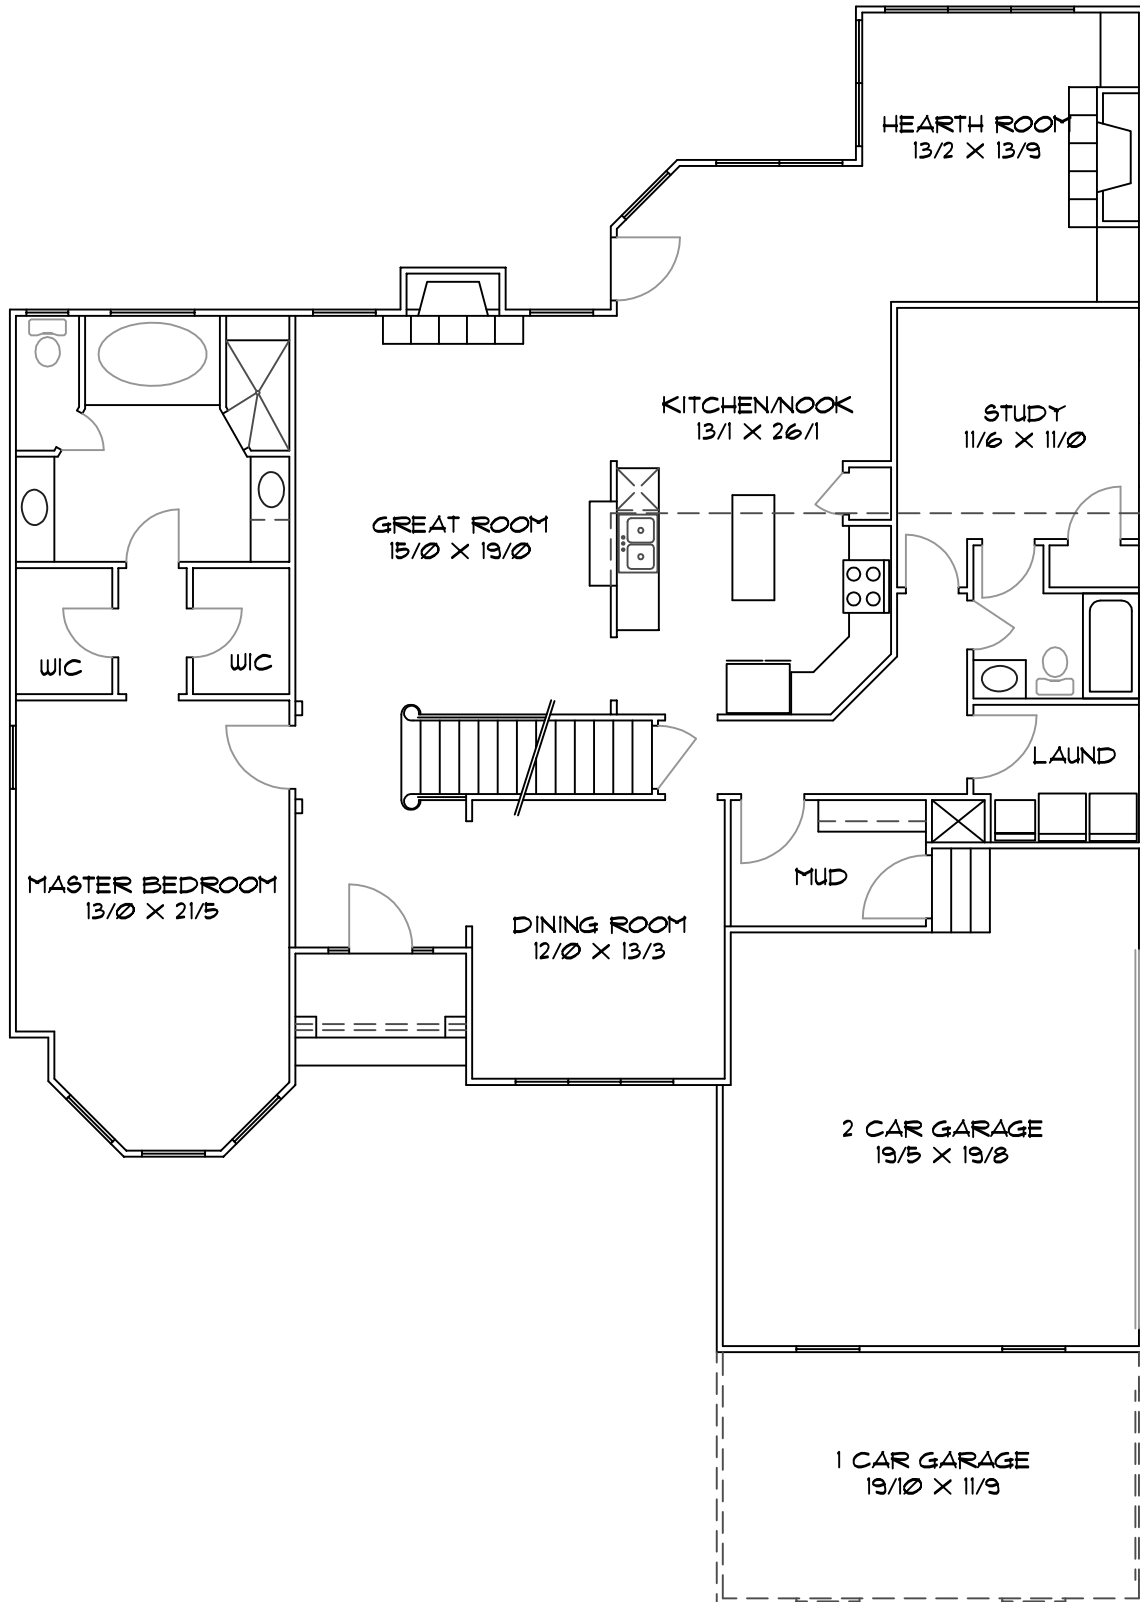 HEARTH ROOM
13/2 X 13/9
KITCHEN/NOOK
13/1 X 26/1
STUDY
11/6 X 11/0
GREAT ROOM
15/0 X 19/0
WIC
WIC
LAUND
MASTER BEDROOM
13/0 X 21/5
MUD
DINING ROOM
12/0 X 13/3
2 CAR GARAGE
19/5 X 19/8
1 CAR GARAGE
19/10 X 11/9